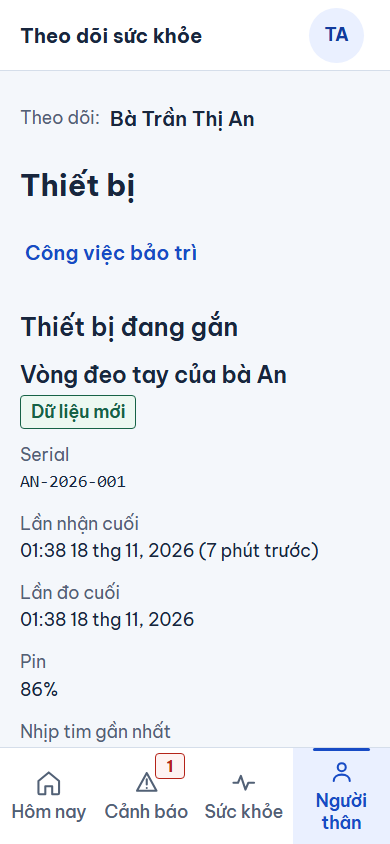 Theo dõi sức khỏe
TA
Theo dõi: Bà Trần Thị An
Thiết bị
Công việc bảo trì
Thiết bị đang gắn
Vòng đeo tay của bà An
Dữ liệu mới
Serial
AN-2026-001
Lần nhận cuối
01:38 18 thg 11, 2026 (7 phút trước)
Lần đo cuối
01:38 18 thg 11, 2026
Pin
86%
Nhịp tim gần nhất
1
Hôm nay
Cảnh báo
Sức khỏe
Người
thân